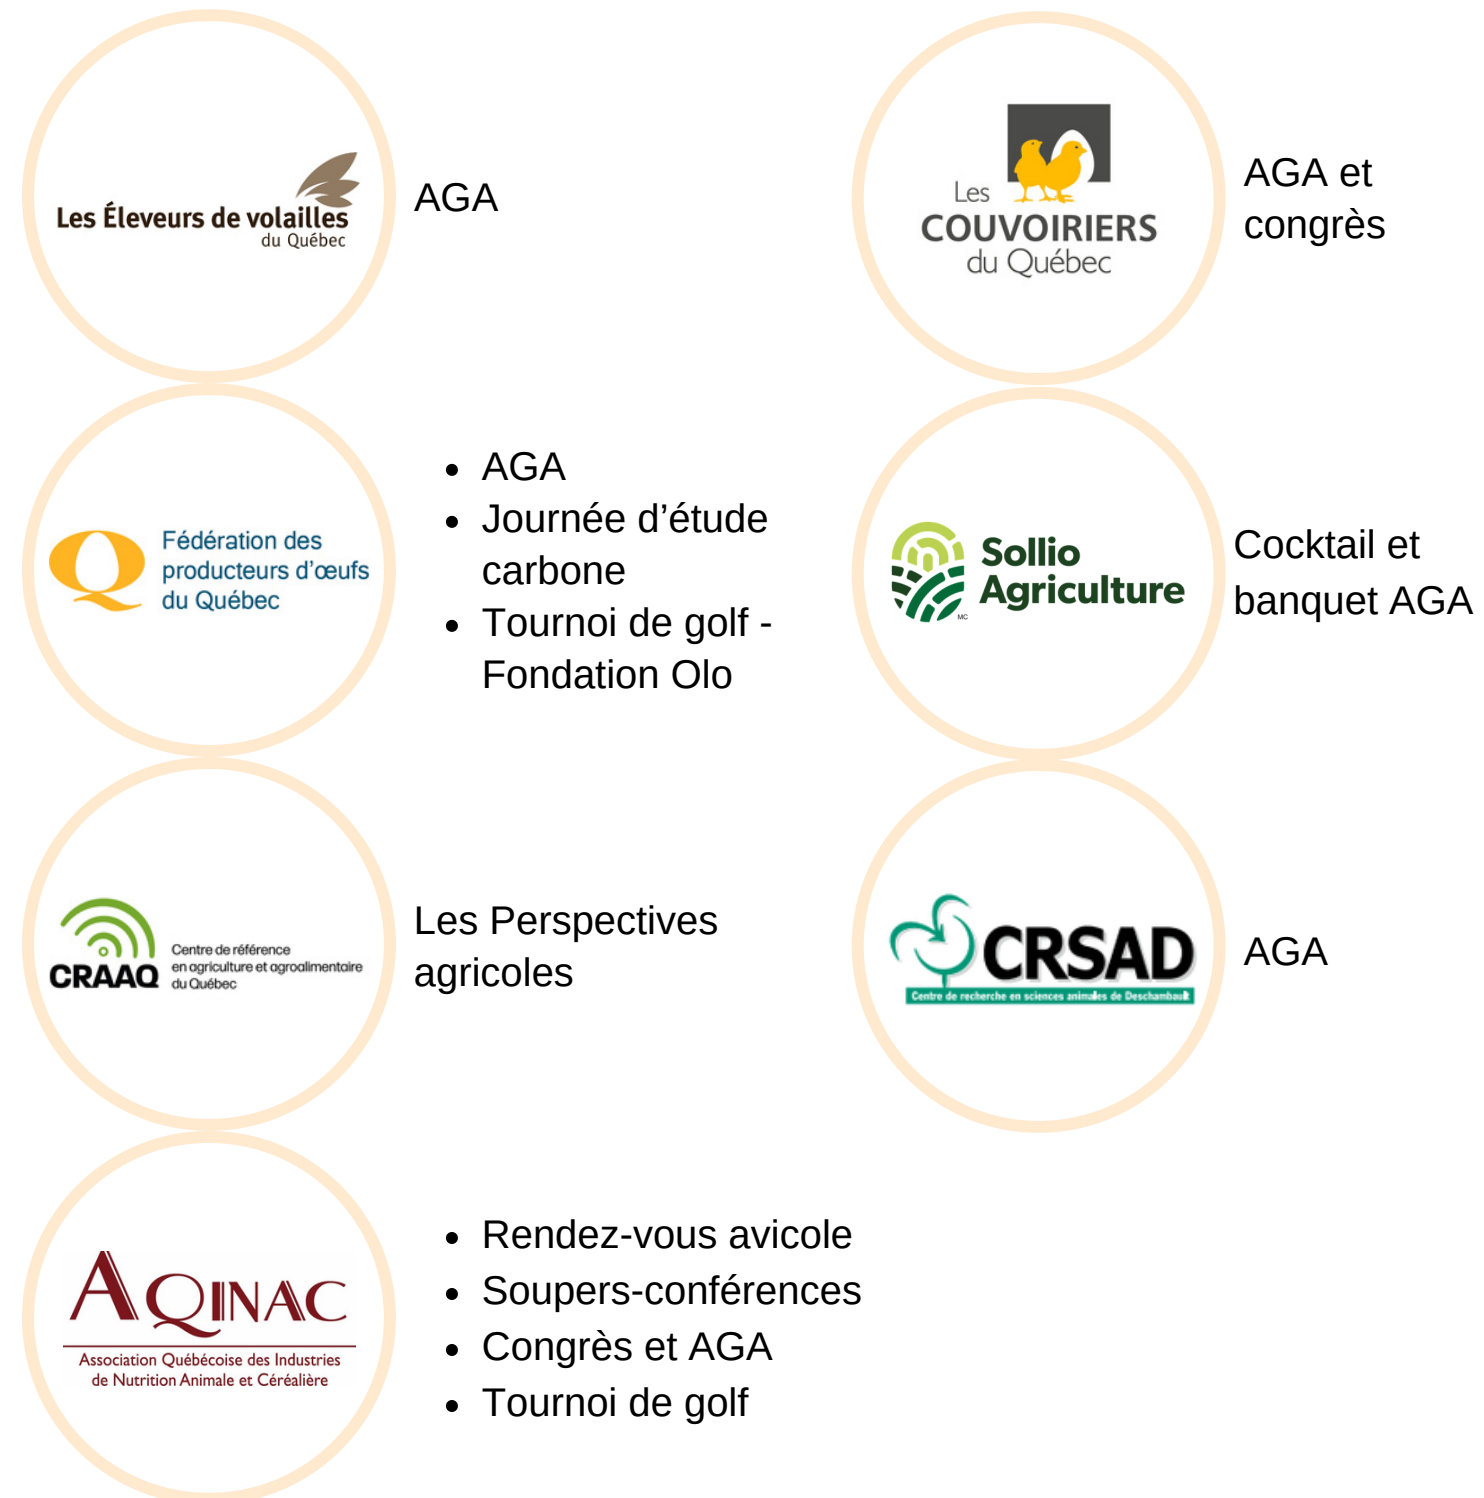 Les Éleveurs de volailles
du Québec
AGA
Les
COUVOIRIERS
du Québec
AGA et
congrès
Fédération des
producteurs d'œufs
du Québec
• AGA
• Journée d'étude
carbone
• Tournoi de golf -
Fondation Olo
Sollio
Agriculture
MC
Cocktail et
banquet AGA
CRAAQ
Centre de référence
en agriculture et agroalimentaire
du Québec
Les Perspectives
agricoles
CRSAD
Centre de recherche en sciences animales de Deschambault
AGA
AQINAC
Association Québécoise des Industries
de Nutrition Animale et Céréalière
• Rendez-vous avicole
• Soupers-conférences
• Congrès et AGA
• Tournoi de golf